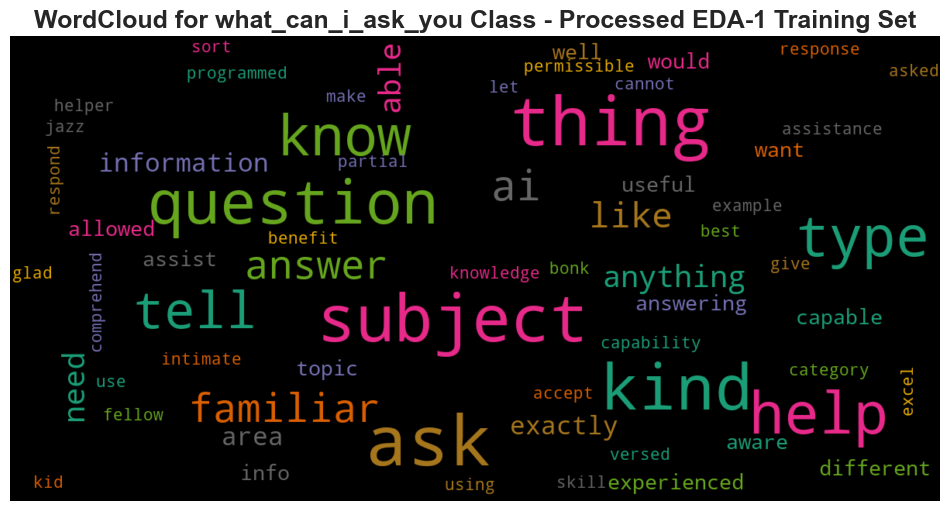 WordCloud for what_can_i_ask_you Class - Processed EDA-1 Training Set
sort
programmed
able
well
permissible
would
response
asked
helper
make
let
cannot
jazz
know
thing
assistance
respond
information
partial
want
question
ai
useful
example
allowed
benefit
like
best
type
glad
comprehend
assist
answer
knowledge
bonk
anything
give
tell
subject
answering
capable
need
use
intimate
topic
capability
category
fellow
familiar
accept
kind
help
excel
area
ask
exactly
aware
versed
different
kid
info
using
skill
experienced